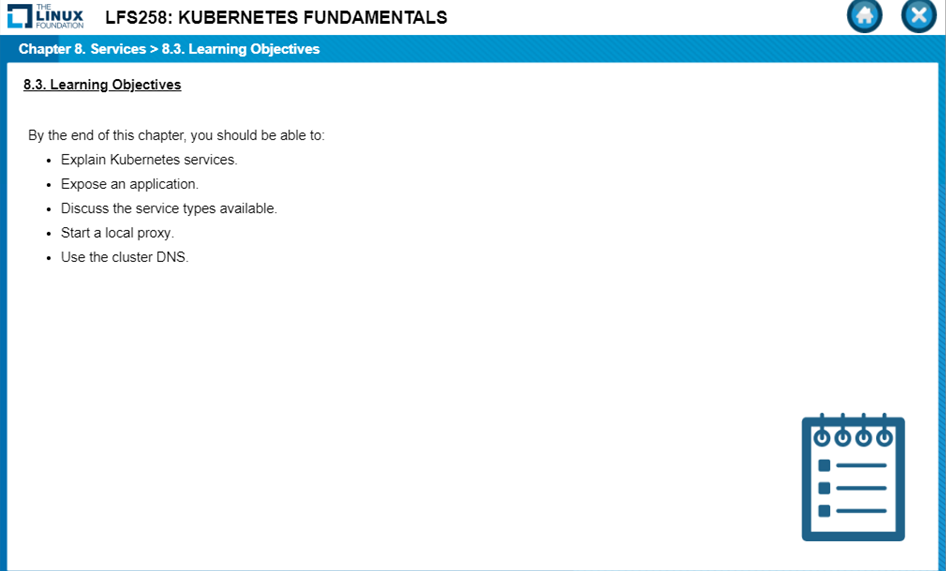 THE
LINUX
FOUNDATION
LFS258: KUBERNETES FUNDAMENTALS
Chapter 8. Services > 8.3. Learning Objectives
8.3. Learning Objectives
By the end of this chapter, you should be able to:
• Explain Kubernetes services.
• Expose an application.
• Discuss the service types available.
• Start a local proxy.
• Use the cluster DNS.